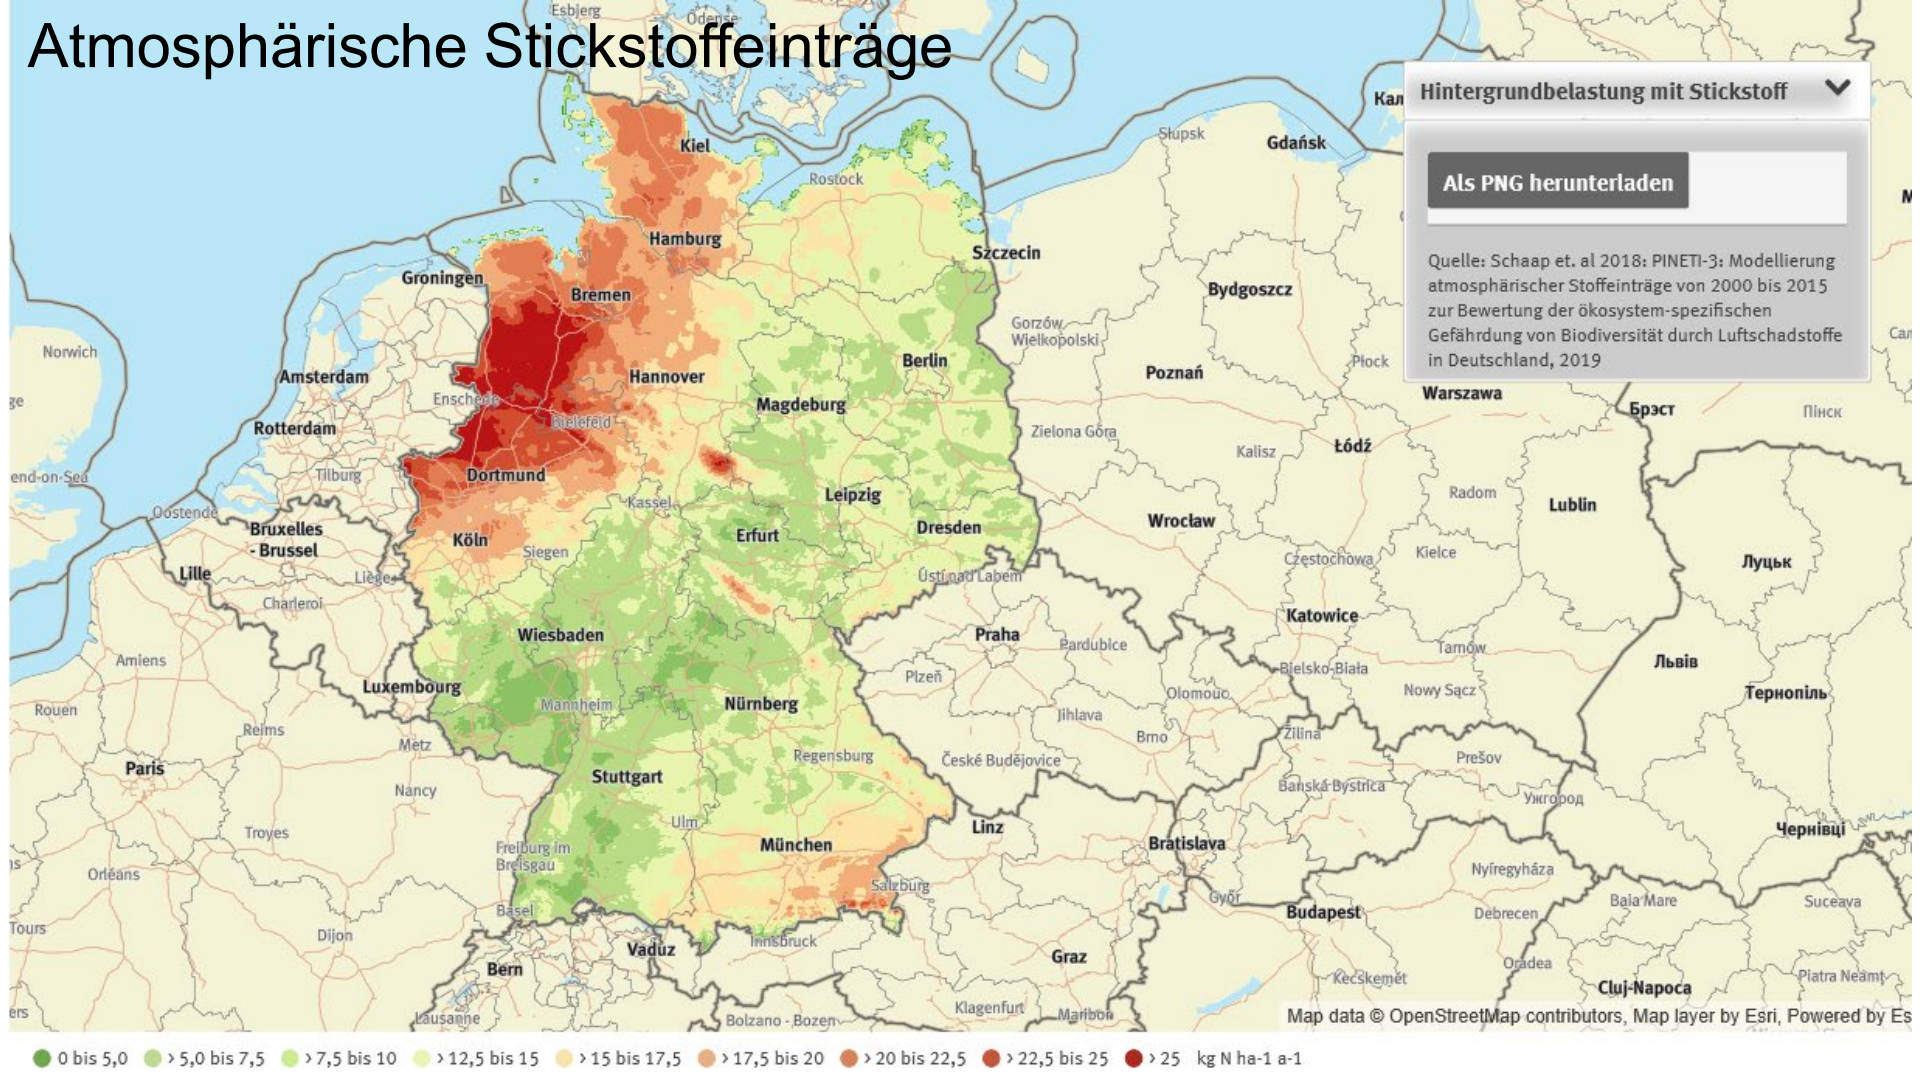 Atmosphärische Stickstoffeinträge
Esbjerg
Odense
Hintergrundbelastung mit Stickstoff
Als PNG herunterladen
Quelle: Schaap et. al 2018: PINETI-3: Modellierung
atmosphärischer Stoffeinträge von 2000 bis 2015
zur Bewertung der ökosystem-spezifischen
Gefährdung von Biodiversität durch Luftschadstoffe
in Deutschland, 2019
Кал
Słupsk
Gdańsk
Kiel
Rostock
Hamburg
Szczecin
Groningen
Bremen
Bydgoszcz
Gorzów
Wielkopolski
Norwich
Amsterdam
Hannover
Berlin
Poznań
Płock
Warszawa
Enschede
Magdeburg
Брэст
Пінск
ge
Rotterdam
Bielefeld
Zielona Góra
Kalisz
Łódź
end-on-Sea
Tilburg
Dortmund
Leipzig
Radom
Lublin
Oostende
Kassel
Bruxelles
- Brussel
Köln
Siegen
Erfurt
Dresden
Wrocław
Częstochowa
Kielce
Луцьк
Lille
Liège
Ústí nad Labem
Charleroi
Katowice
Wiesbaden
Praha
Pardubice
Tarnów
Львів
Amiens
Bielsko-Biała
Luxembourg
Plzeň
Olomouc
Nowy Sącz
Тернопіль
Rouen
Mannheim
Nürnberg
Jihlava
Reims
Metz
Brno
Žilina
Paris
Regensburg
České Budějovice
Prešov
Stuttgart
Nancy
Banská Bystrica
Ужгород
Troyes
Ulm
Linz
Чернівці
München
Bratislava
Freiburg im
Breisgau
Orléans
Salzburg
Nyíregyháza
Győr
Basel
Budapest
Debrecen
Baia Mare
Suceava
Tours
Dijon
Vaduz
Innsbruck
Graz
Bern
Oradea
Kecskemét
Cluj-Napoca
Piatra Neamț
Lausanne
Bolzano - Bozen
Klagenfurt
Maribor
Map data © OpenStreetMap contributors, Map layer by Esri, Powered by Es
0 bis 5,0 > 5,0 bis 7,5 > 7,5 bis 10 > 12,5 bis 15 > 15 bis 17,5 > 17,5 bis 20 > 20 bis 22,5 > 22,5 bis 25 > 25 kg N ha-1 a-1